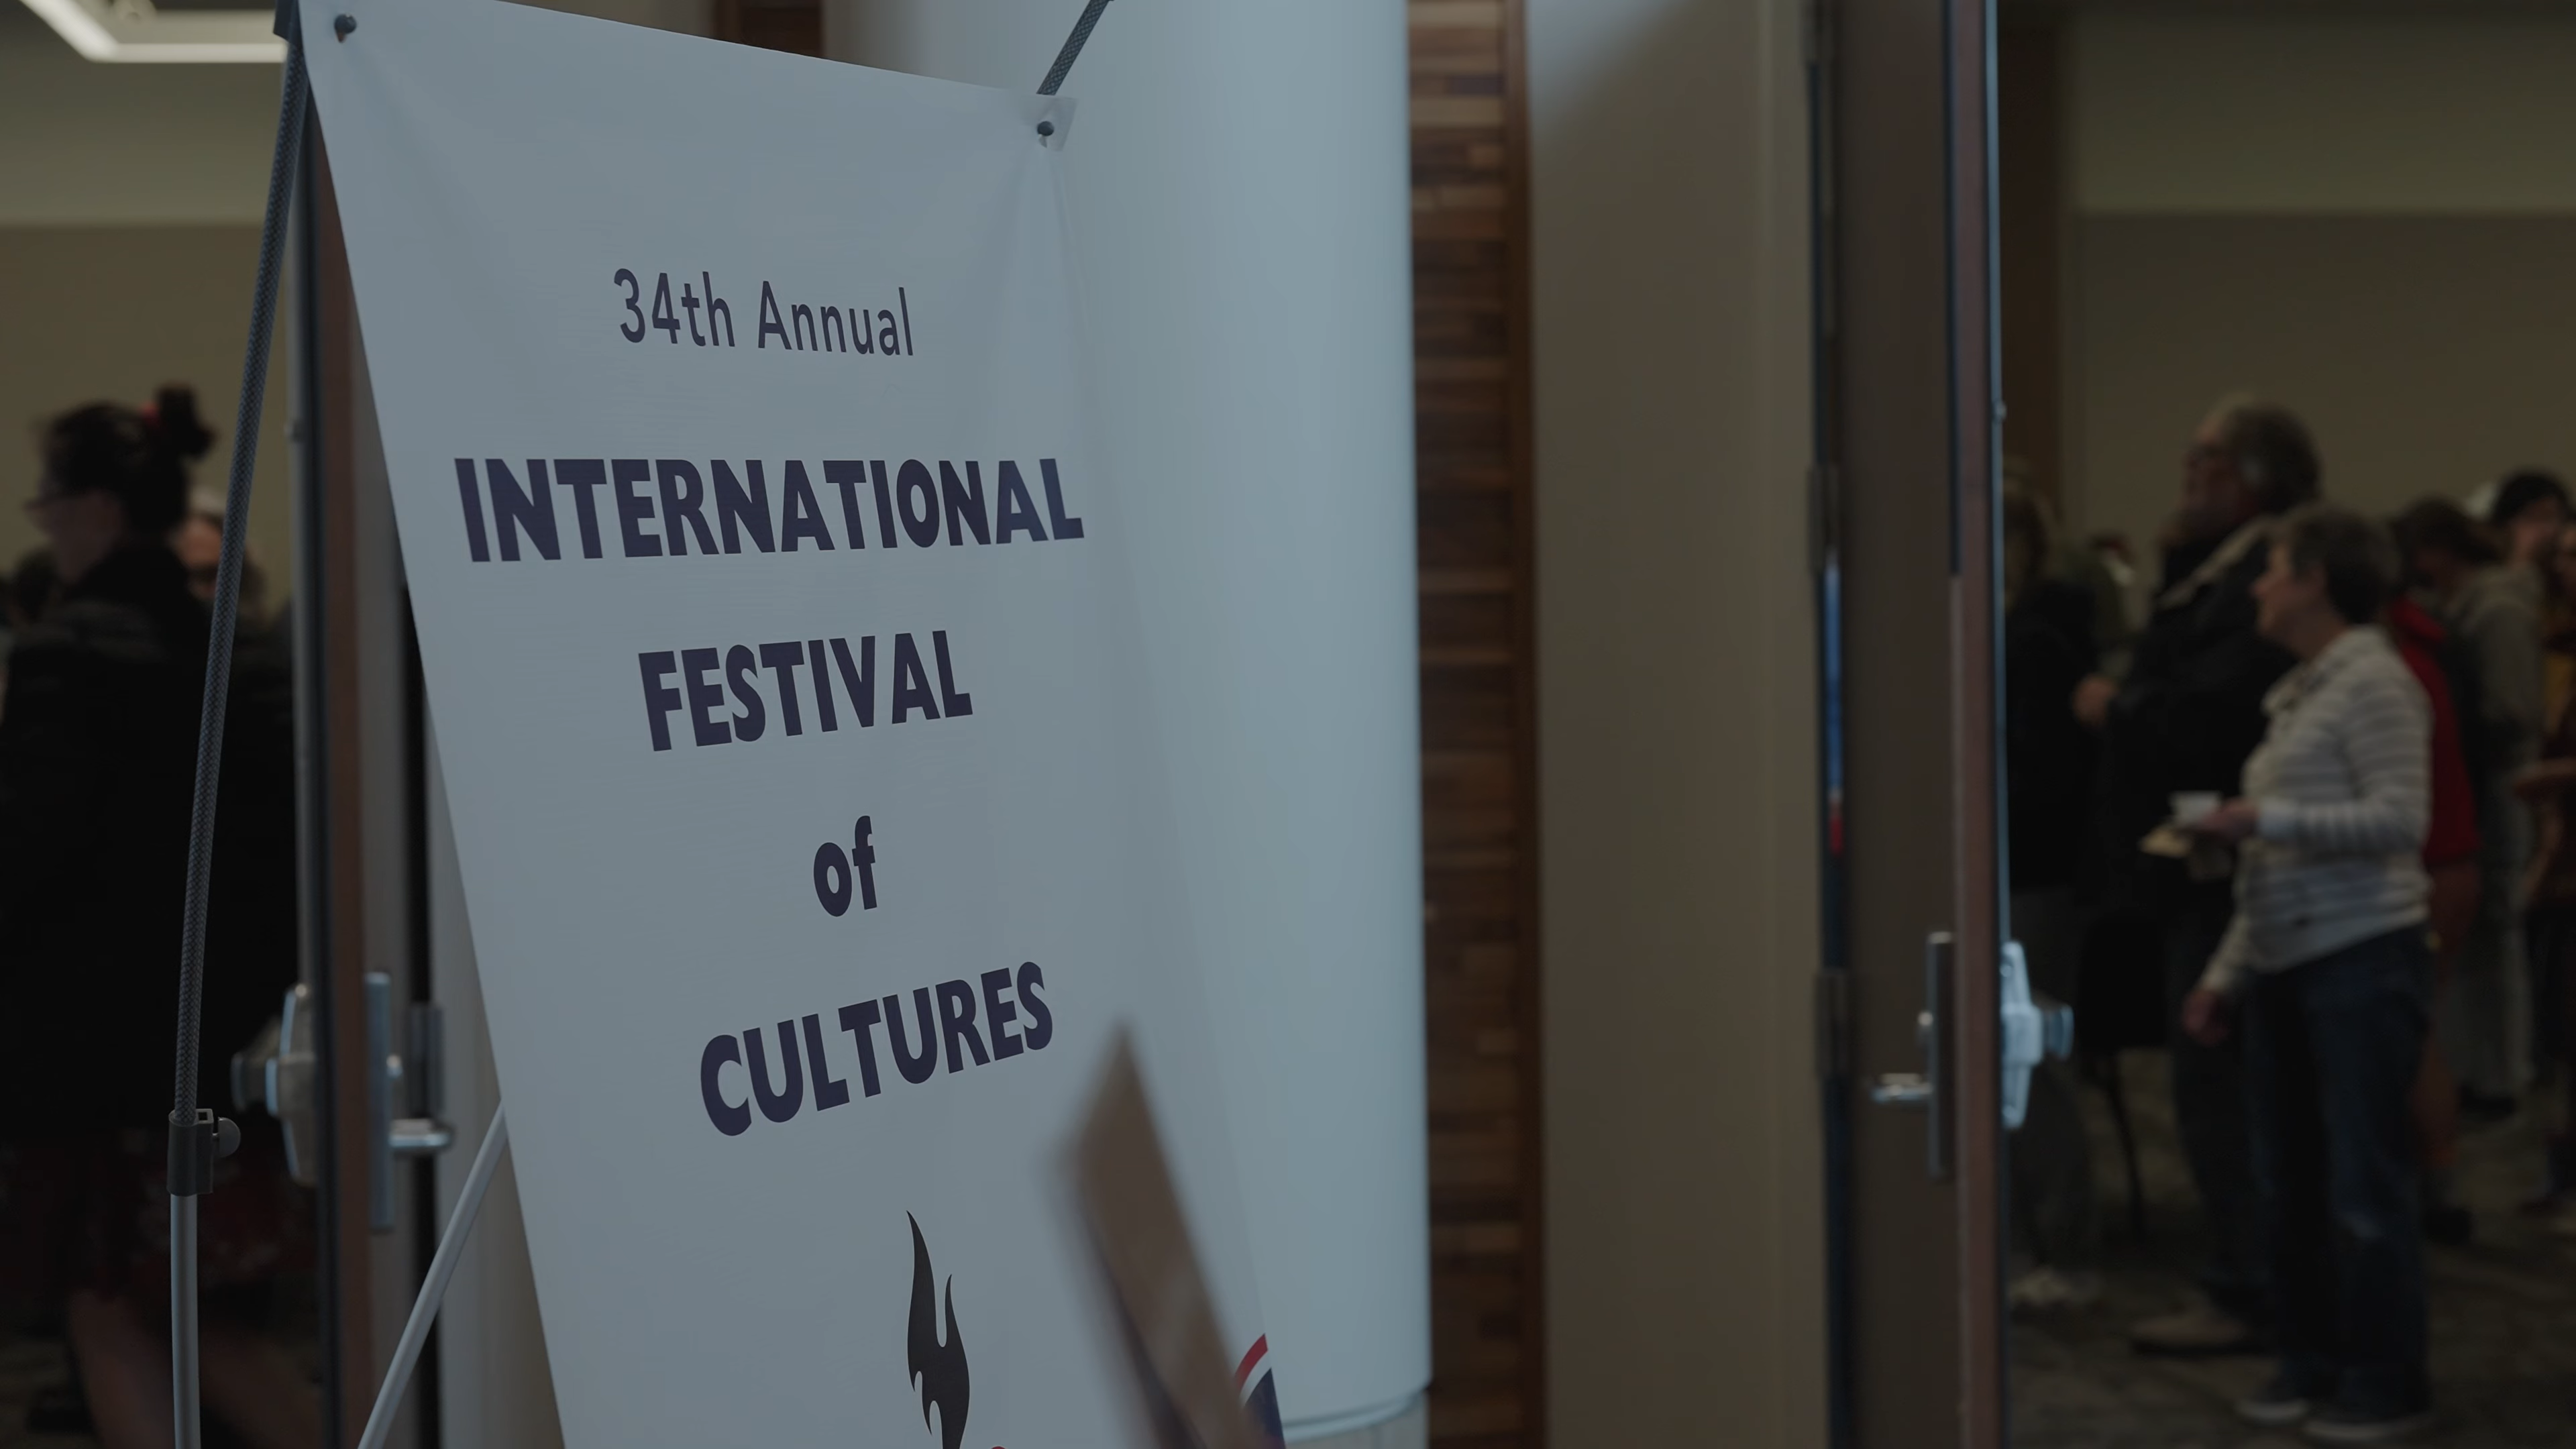 34th Annual
INTERNATIONAL
FESTIVAL
of
CULTURES